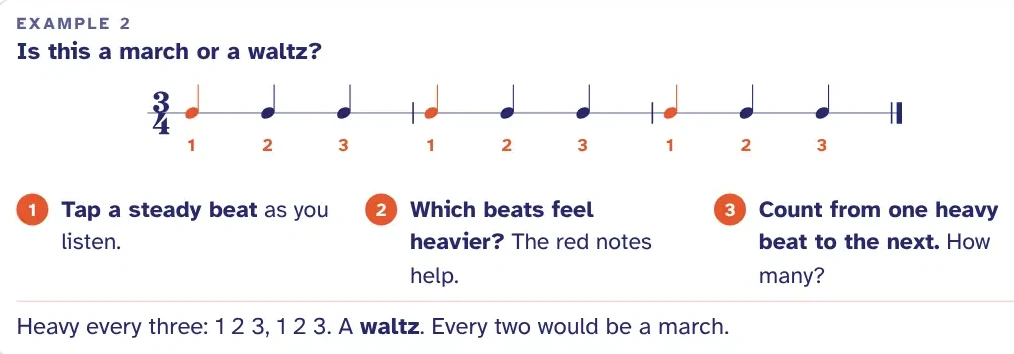 EXAMPLE 2
Is this a march or a waltz?
3
4
1 2 3 1 2 3 1 2 3
1 Tap a steady beat as you
listen.
2 Which beats feel
heavier? The red notes
help.
3 Count from one heavy
beat to the next. How
many?
Heavy every three: 1 2 3, 1 2 3. A waltz. Every two would be a march.